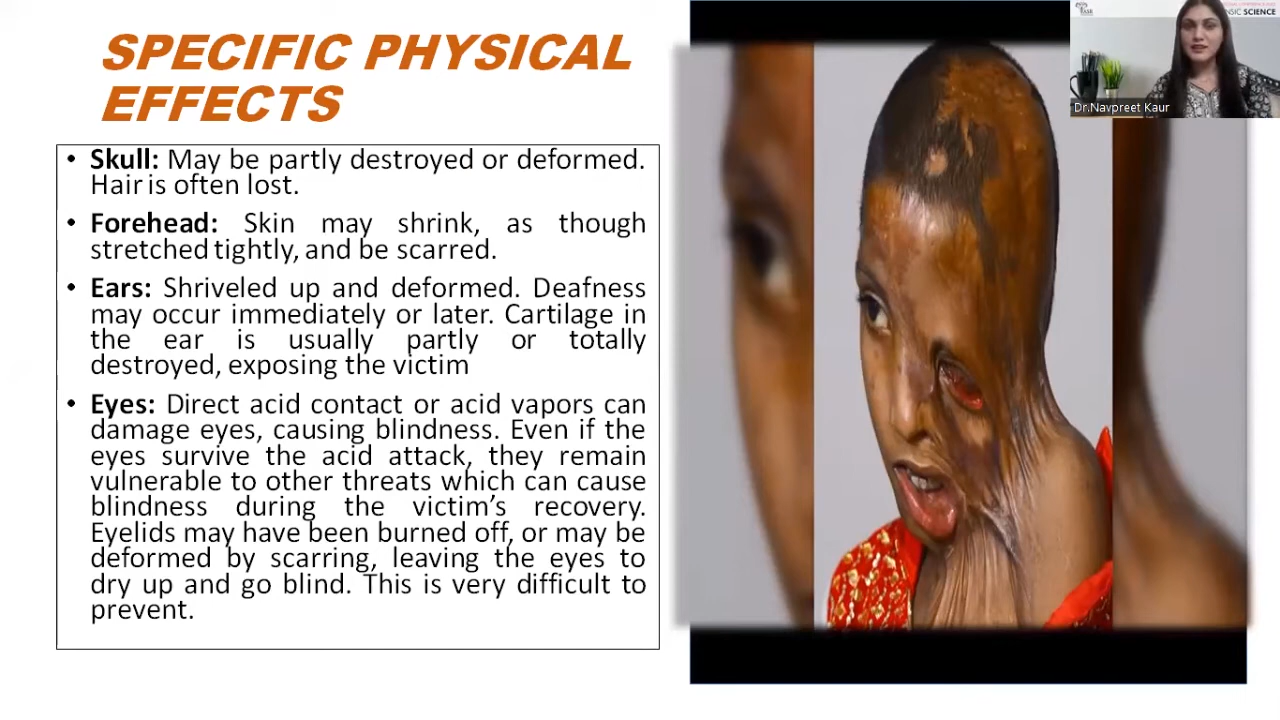 SPECIFIC PHYSICAL
EFFECTS
• Skull: May be partly destroyed or deformed.
Hair is often lost.
• Forehead: Skin may shrink, as though
stretched tightly, and be scarred.
• Ears: Shriveled up and deformed. Deafness
may occur immediately or later. Cartilage in
the ear is usually partly or totally
destroyed, exposing the victim
• Eyes: Direct acid contact or acid vapors can
damage eyes, causing blindness. Even if the
eyes survive the acid attack, they remain
vulnerable to other threats which can cause
blindness during the victim's recovery.
Eyelids may have been burned off, or may be
deformed by scarring, leaving the eyes to
dry up and go blind. This is very difficult to
prevent.
SCIENCE
Dr.Navpreet Kaur